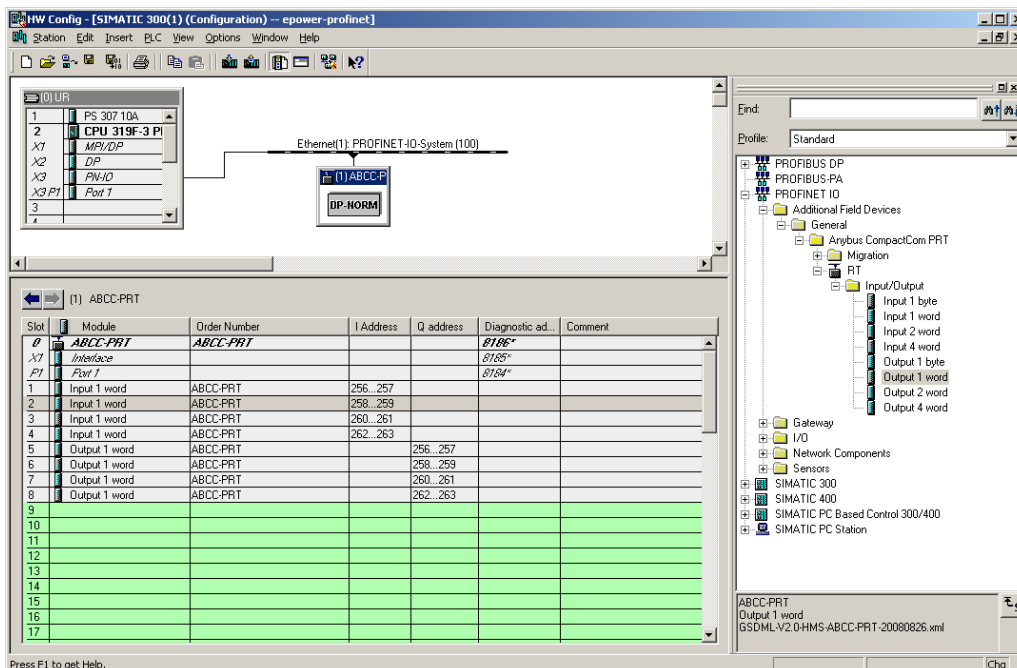 HW Config - [SIMATIC 300(1) (Configuration) -- epower-profinet]
Station Edit Insert PLC View Options Window Help
(0) UR
1 PS 307 10A
2 CPU 319F-3 P
X1 MPI/DP
X2 DP
X3 PN-IO
X3 P1 Port 1
3
Ethernet(1): PROFINET-IO-System (100)
(1) ABCC-P
DP-NORM
(1) ABCC-PRT
Slot Module Order Number I Address Q address Diagnostic ad... Comment
0 ABCC-PRT ABCC-PRT 8186*
X1 Interface 8185*
P1 Port 1 8184*
1 Input 1 word ABCC-PRT 256...257
2 Input 1 word ABCC-PRT 258...259
3 Input 1 word ABCC-PRT 260...261
4 Input 1 word ABCC-PRT 262...263
5 Output 1 word ABCC-PRT 256...257
6 Output 1 word ABCC-PRT 258...259
7 Output 1 word ABCC-PRT 260...261
8 Output 1 word ABCC-PRT 262...263
9
10
11
12
13
14
15
16
17
Find:
Profile: Standard
PROFIBUS DP
PROFIBUS-PA
PROFINET IO
Additional Field Devices
General
Anybus CompactCom PRT
Migration
RT
Input/Output
Input 1 byte
Input 1 word
Input 2 word
Input 4 word
Output 1 byte
Output 1 word
Output 2 word
Output 4 word
Gateway
I/O
Network Components
Sensors
SIMATIC 300
SIMATIC 400
SIMATIC PC Based Control 300/400
SIMATIC PC Station
ABCC-PRT
Output 1 word
GSDML-V2.0-HMS-ABCC-PRT-20080826.xml
Press F1 to get Help.
Chg